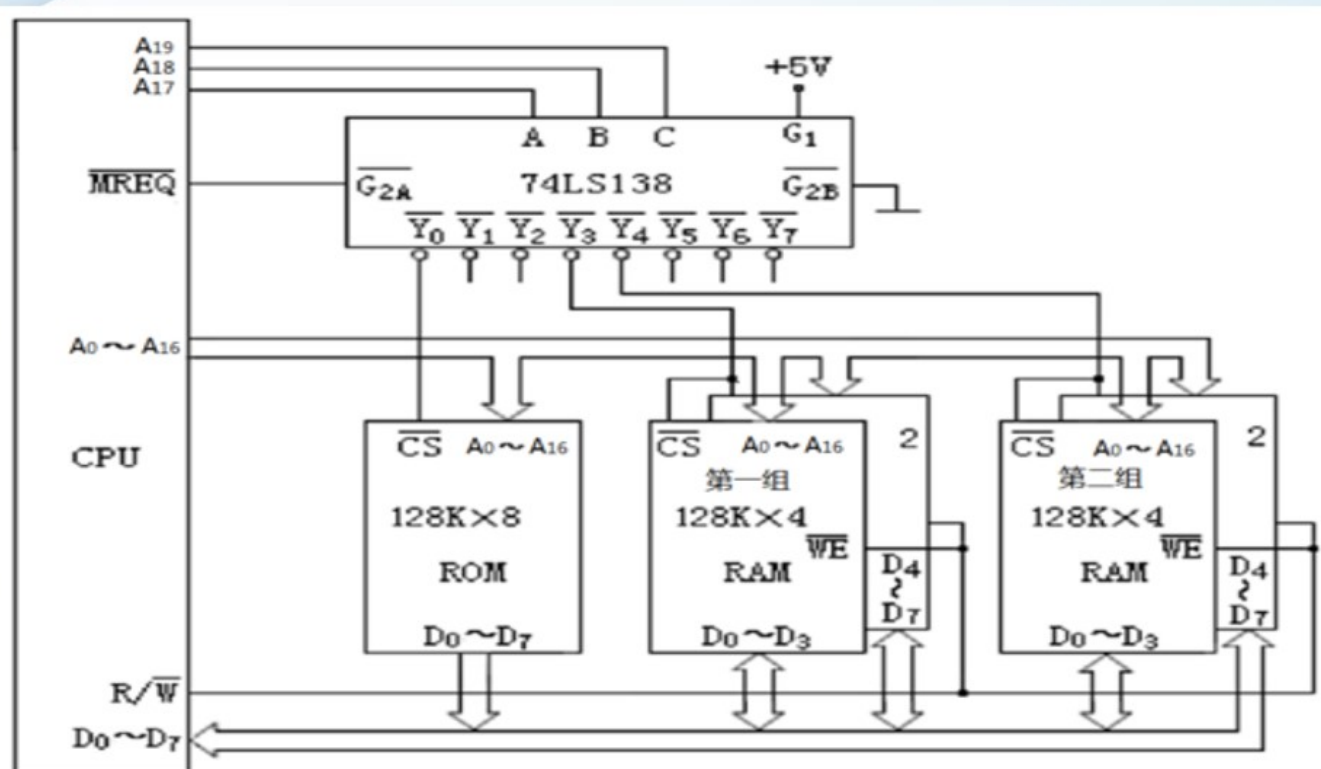 A19
A18
A17
+5V
A B C G1
MREQ G2A 74LS138 G2B
Y0 Y1 Y2 Y3 Y4 Y5 Y6 Y7
A0～A16
CPU
CS A0～A16
128K×8
ROM
D0～D7
CS A0～A16
第一组
128K×4
WE
RAM
D0～D3
2
D4
～
D7
CS A0～A16
第二组
128K×4
WE
RAM
D0～D3
2
D4
～
D7
R/W
D0～D7